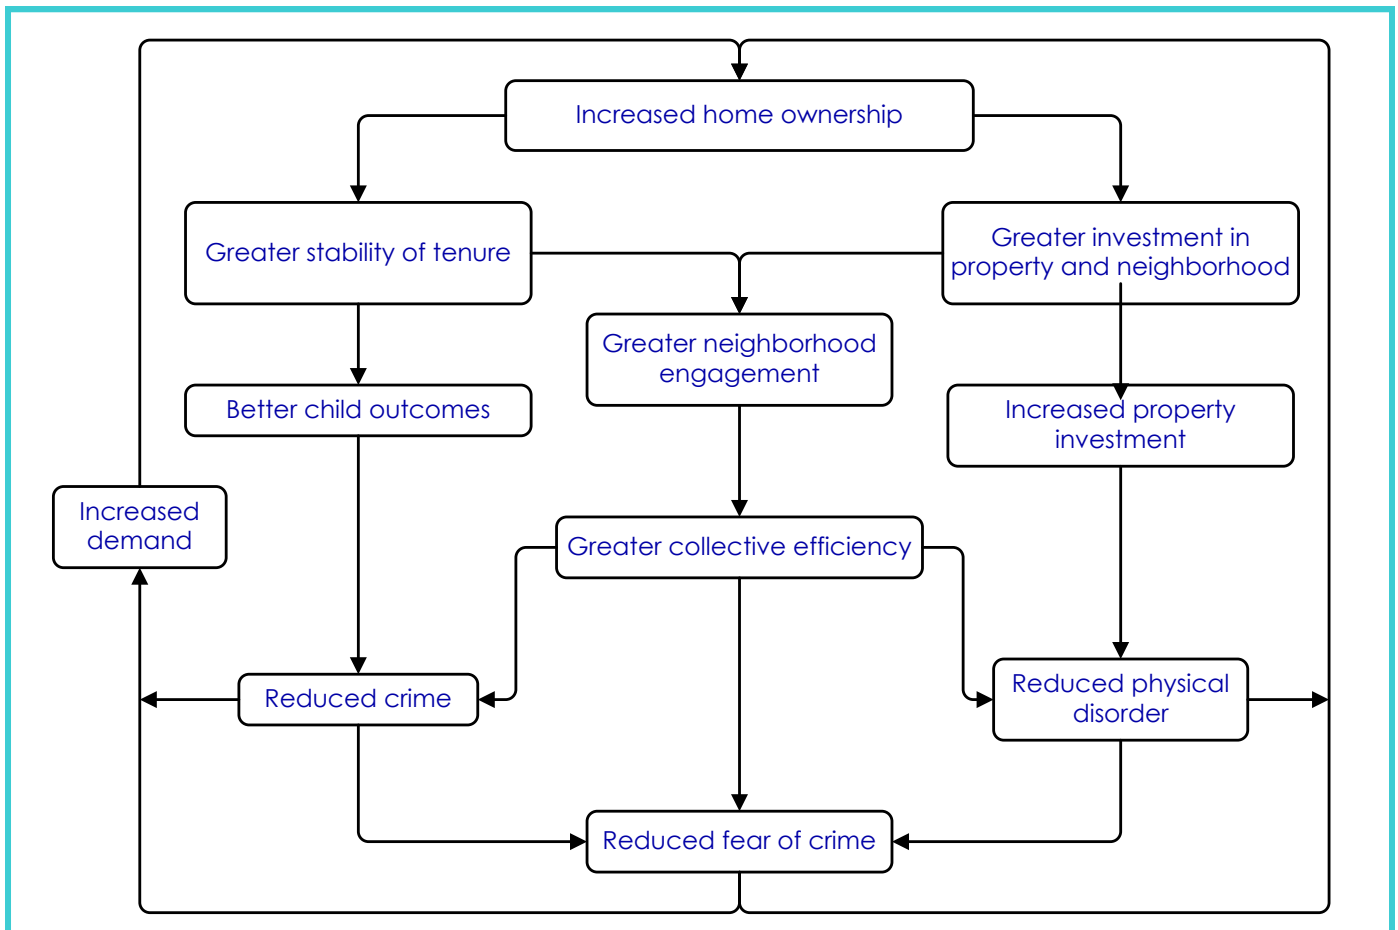 Increased home ownership
Greater stability of tenure
Greater investment in
property and neighborhood
Greater neighborhood
engagement
Better child outcomes
Increased property
investment
Increased
demand
Greater collective efficiency
Reduced crime
Reduced physical
disorder
Reduced fear of crime